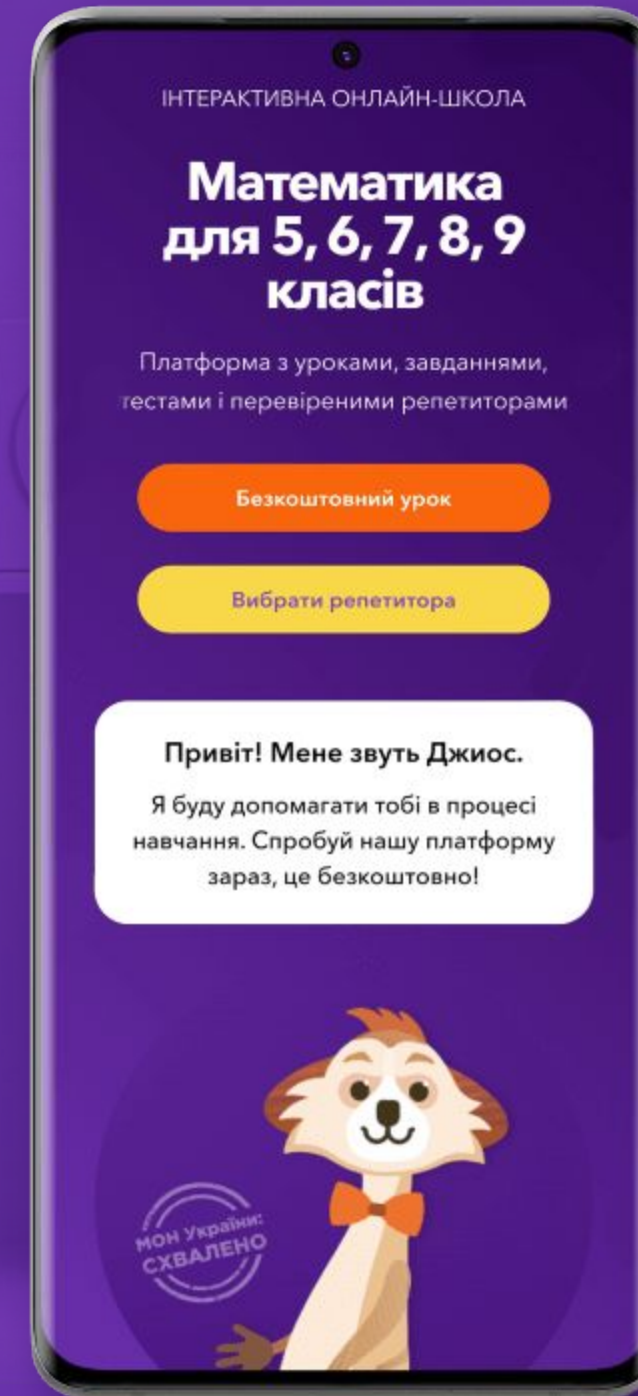 ІНТЕРАКТИВНА ОНЛАЙН-ШКОЛА
Математика
для 5, 6, 7, 8, 9
класів
Платформа з уроками, завданнями,
тестами і перевіреними репетиторами
Безкоштовний урок
Вибрати репетитора
Привіт! Мене звуть Джиос.
Я буду допомагати тобі в процесі
навчання. Спробуй нашу платформу
зараз, це безкоштовно!
МОН України:
СХВАЛЕНО